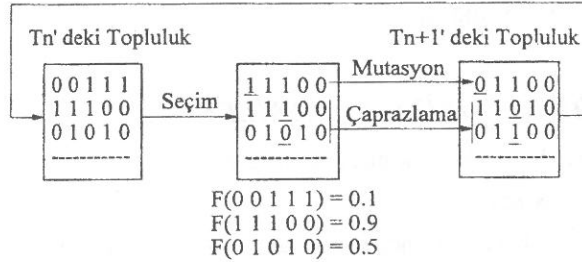 Tn' deki Topluluk
Tn+1' deki Topluluk
0 0 1 1 1
1 1 1 0 0
0 1 0 1 0
------------
Seçim
1 1 1 0 0
1 1 1 0 0
0 1 0 1 0
------------
Mutasyon
Çaprazlama
0 1 1 0 0
1 1 0 1 0
0 1 1 0 0
------------
F(0 0 1 1 1) = 0.1
F(1 1 1 0 0) = 0.9
F(0 1 0 1 0) = 0.5